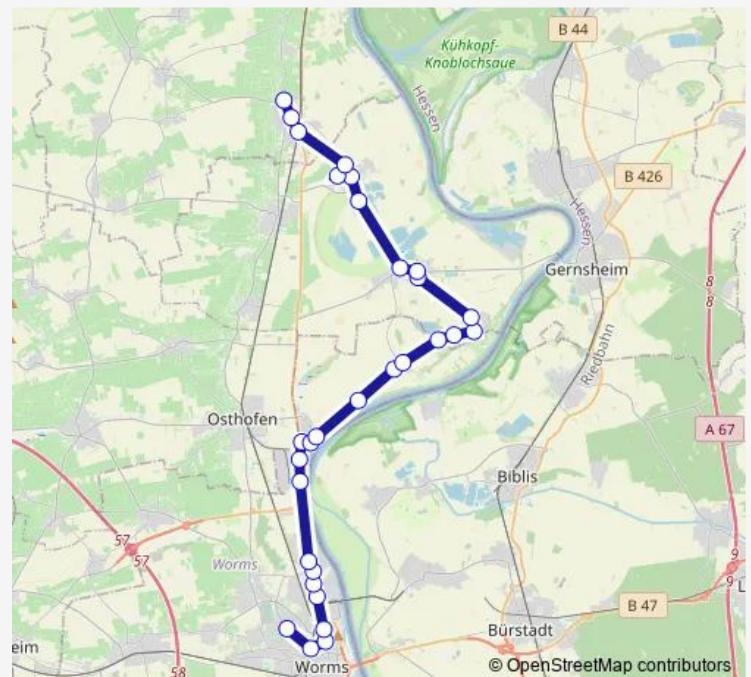 B 44
Kühkopf-
Knoblochsaue
Hessen
B 426
Hessen
Gernsheim
8
8
Riedbahn
Osthofen
A 67
Biblis
57
57
Worms
9
9
B 47
L
eim
Bürstadt
58
Worms
© OpenStreetMap contributors